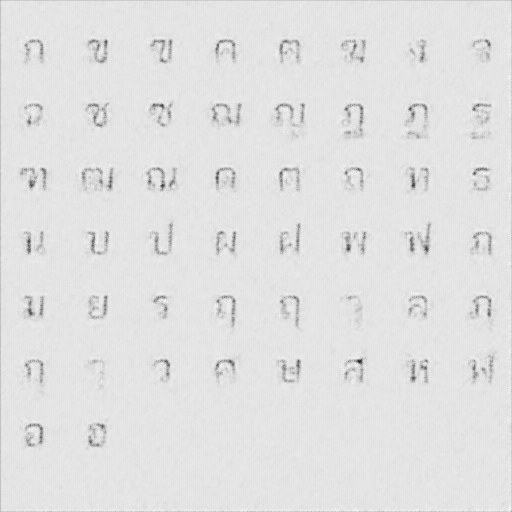 ก ข ฃ ค ฅ ฆ ง จ
ฉ ช ซ ฌ ญ ฎ ฏ ฐ
ฑ ฒ ณ ด ต ถ ท ธ
น บ ป ผ ฝ พ ฟ ภ
ม ย ร ฤ ฤ ๅ ล ฦ
ฦ ๅ ว ศ ษ ส ห ฬ
อ ฮ